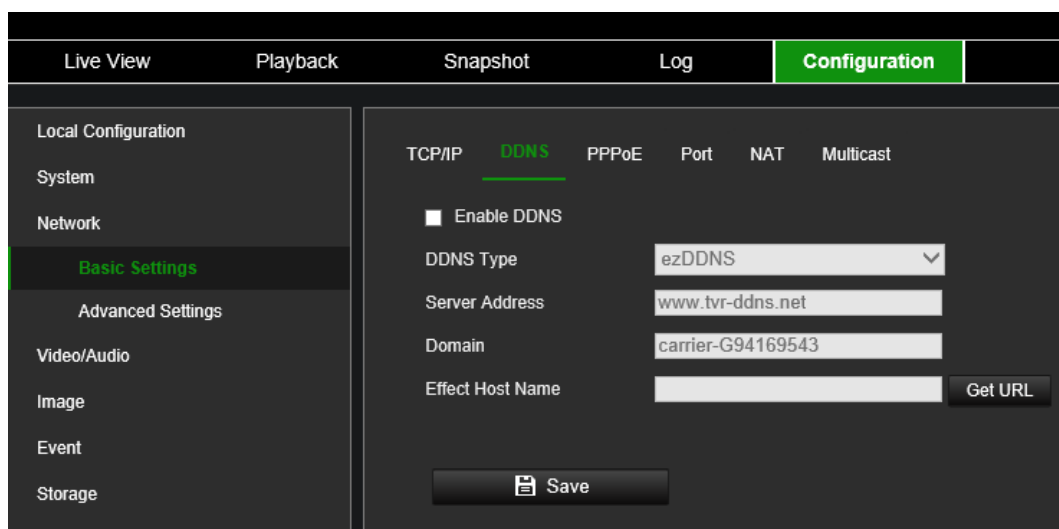 Live View Playback Snapshot Log Configuration
Local Configuration
System
Network
Basic Settings
Advanced Settings
Video/Audio
Image
Event
Storage
TCP/IP DDNS PPPoE Port NAT Multicast
Enable DDNS
DDNS Type ezDDNS
Server Address www.tvr-ddns.net
Domain carrier-G94169543
Effect Host Name Get URL
Save